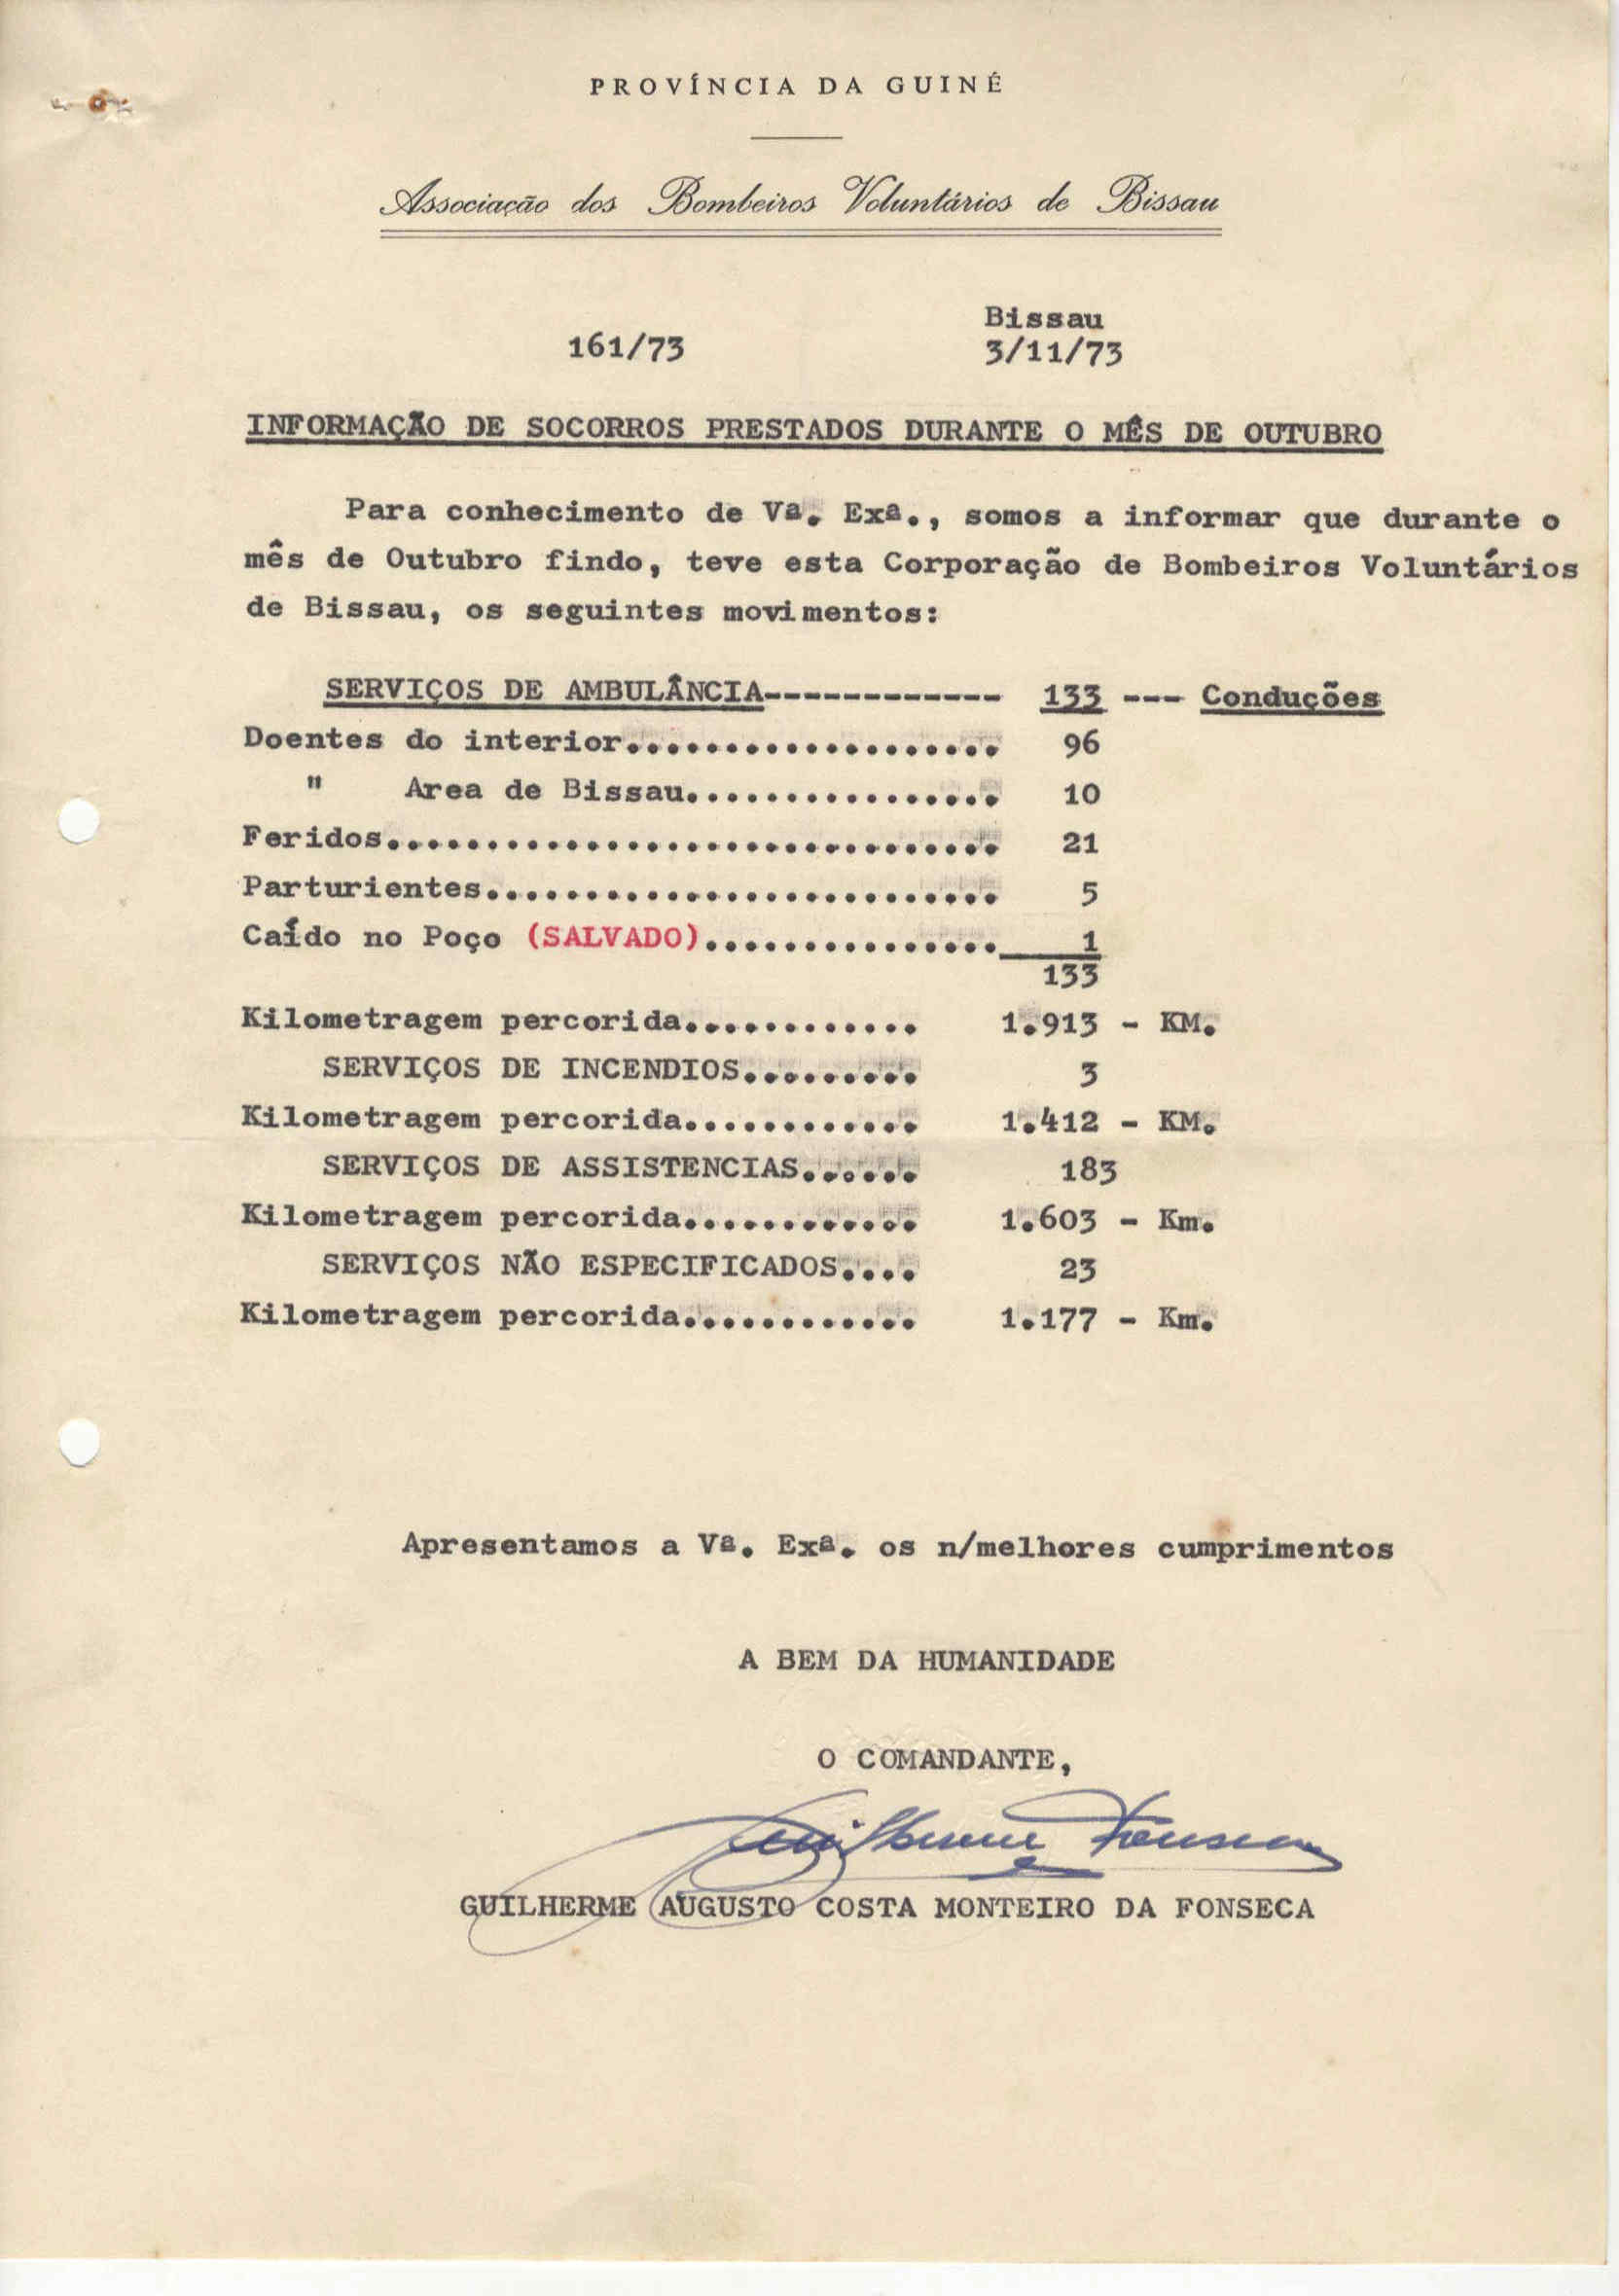 PROVÍNCIA DA GUINÉ
Associação dos Bombeiros Voluntários de Bissau
Bissau
161/73 3/11/73
INFORMAÇÃO DE SOCORROS PRESTADOS DURANTE O MÊS DE OUTUBRO
Para conhecimento de Vª. Exª., somos a informar que durante o
mês de Outubro findo, teve esta Corporação de Bombeiros Voluntários
de Bissau, os seguintes movimentos:
SERVIÇOS DE AMBULÂNCIA------------ 133 --- Conduções
Doentes do interior................... 96
" Area de Bissau................ 10
Feridos............................... 21
Parturientes.......................... 5
Caído no Poço (SALVADO)............... 1
133
Kilometragem percorida............ 1.913 - KM.
SERVIÇOS DE INCENDIOS......... 3
Kilometragem percorida............ 1.412 - KM.
SERVIÇOS DE ASSISTENCIAS...... 183
Kilometragem percorida............ 1.603 - Km.
SERVIÇOS NÃO ESPECIFICADOS.... 23
Kilometragem percorida............ 1.177 - Km.
Apresentamos a Vª. Exª. os n/melhores cumprimentos
A BEM DA HUMANIDADE
O COMANDANTE,
Guilherme Fonseca
GUILHERME AUGUSTO COSTA MONTEIRO DA FONSECA